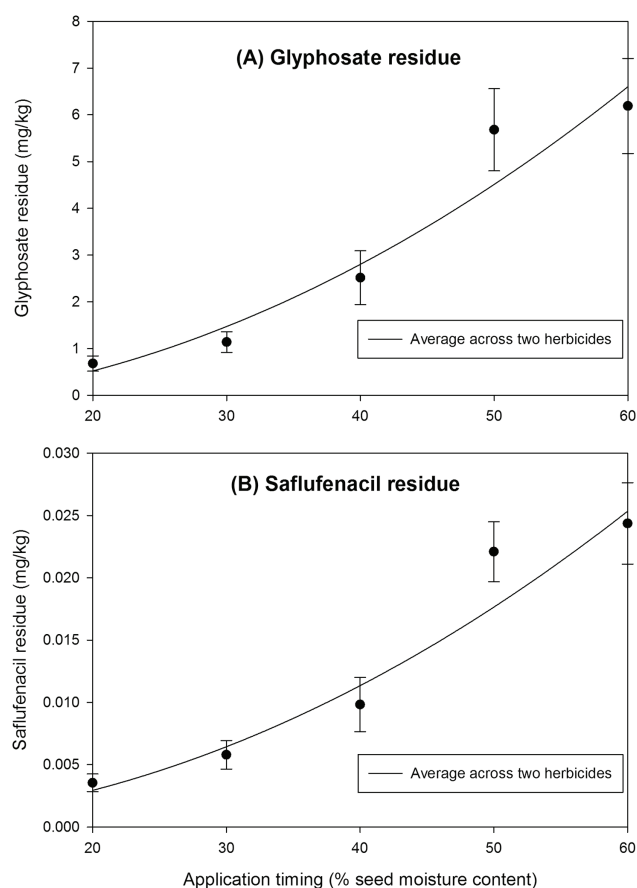 (A) Glyphosate residue
Glyphosate residue (mg/kg)
8
7
6
5
4
3
2
1
0
Average across two herbicides
20 30 40 50 60
(B) Saflufenacil residue
Saflufenacil residue (mg/kg)
0.030
0.025
0.020
0.015
0.010
0.005
0.000
Average across two herbicides
20 30 40 50 60
Application timing (% seed moisture content)